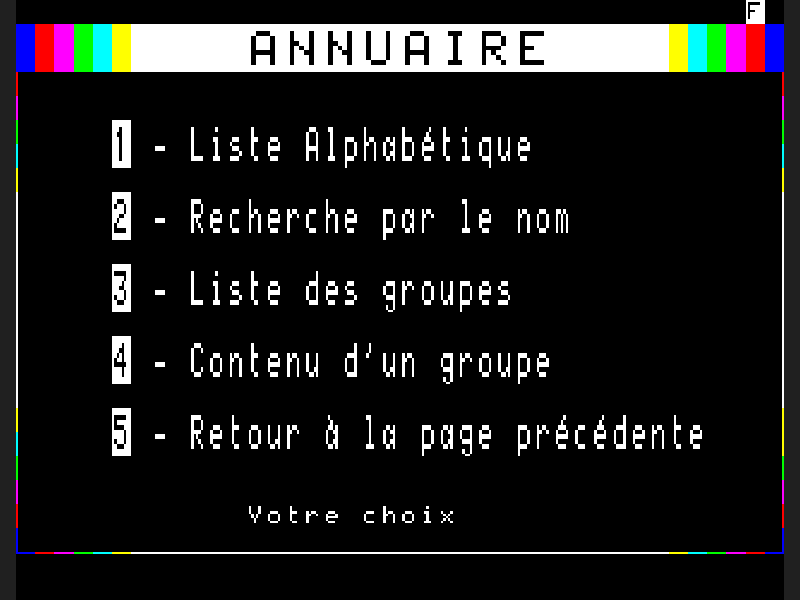 F
ANNUAIRE
1 - Liste Alphabétique
2 - Recherche par le nom
3 - Liste des groupes
4 - Contenu d'un groupe
5 - Retour à la page précédente
Votre choix